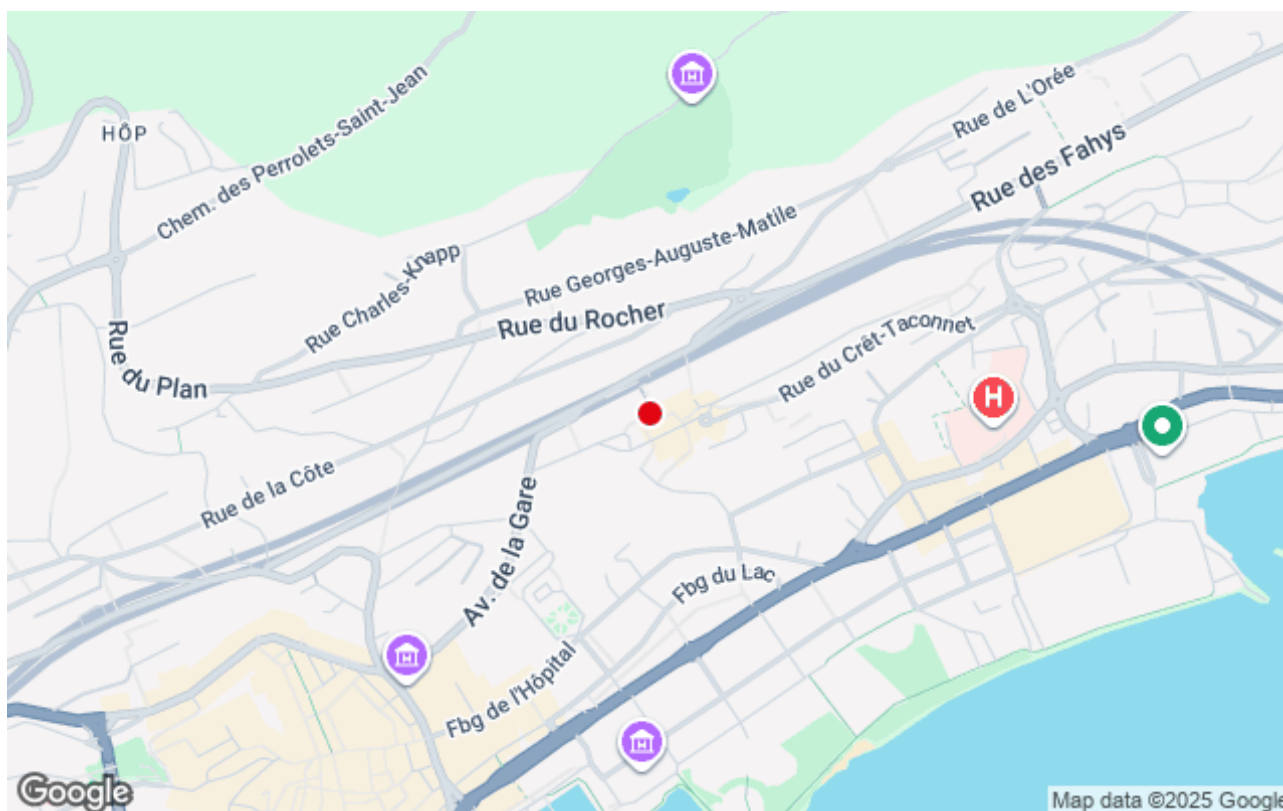 Rue de L'Orée
HÔP
Rue des Fahys
Chem. des Perrolets-Saint-Jean
Rue Georges-Auguste-Matile
Rue Charles-Knapp
Rue du Rocher
Rue du Plan
Rue du Crêt-Taconnet
H
Rue de la Côte
Av. de la Gare
Fbg du Lac
Fbg de l'Hôpital
Google
Map data ©2025 Google